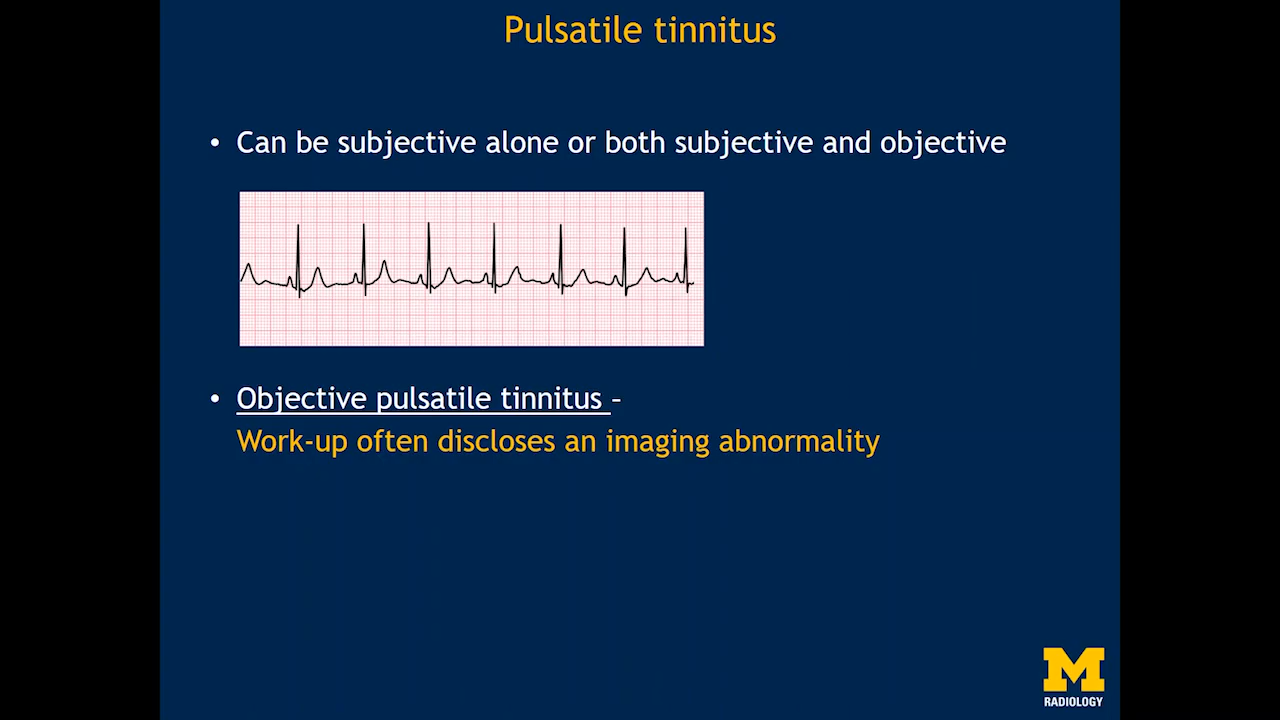 Pulsatile tinnitus
• Can be subjective alone or both subjective and objective
• Objective pulsatile tinnitus –
Work-up often discloses an imaging abnormality
M
RADIOLOGY